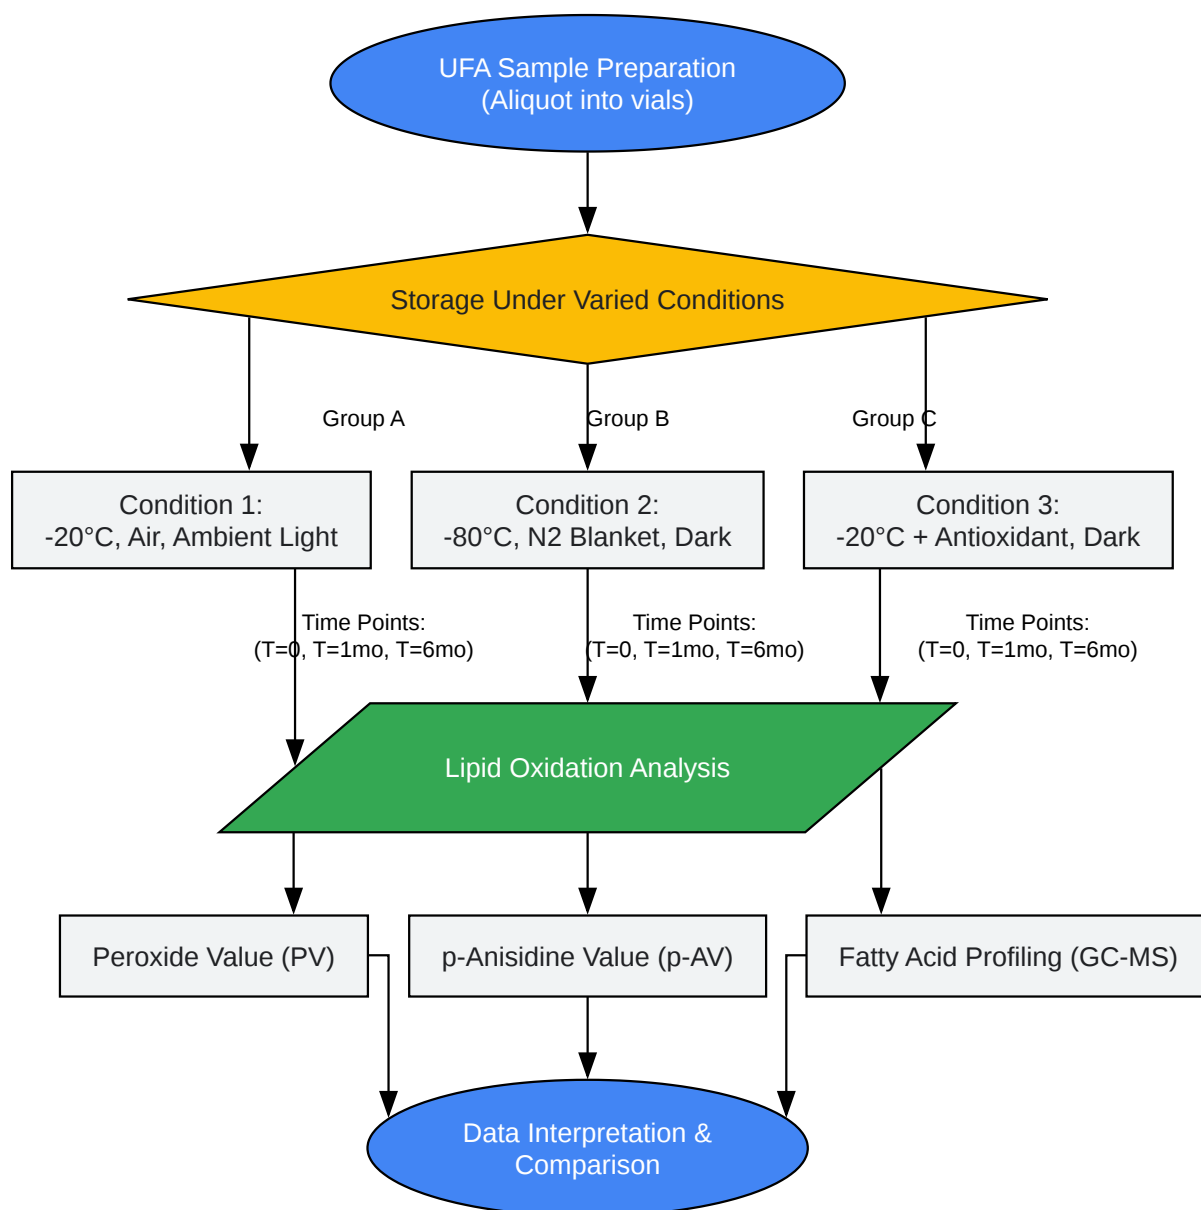 UFA Sample Preparation
(Aliquot into vials)
Storage Under Varied Conditions
Group A
Group B
Group C
Condition 1:
-20°C, Air, Ambient Light
Condition 2:
-80°C, N2 Blanket, Dark
Condition 3:
-20°C + Antioxidant, Dark
Time Points:
(T=0, T=1mo, T=6mo)
Time Points:
(T=0, T=1mo, T=6mo)
Time Points:
(T=0, T=1mo, T=6mo)
Lipid Oxidation Analysis
Peroxide Value (PV)
p-Anisidine Value (p-AV)
Fatty Acid Profiling (GC-MS)
Data Interpretation &
Comparison